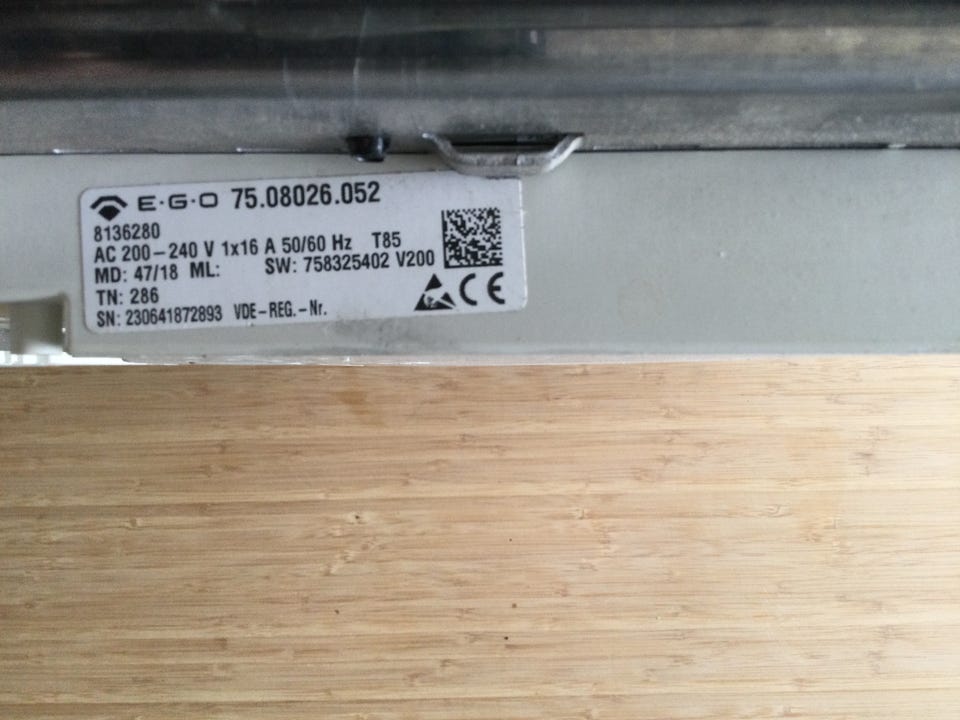 E·G·O 75.08026.052
8136280
AC 200-240 V 1x16 A 50/60 Hz T85
MD: 47/18 ML: SW: 758325402 V200
TN: 286
SN: 230641872893 VDE-REG.-Nr.
CE